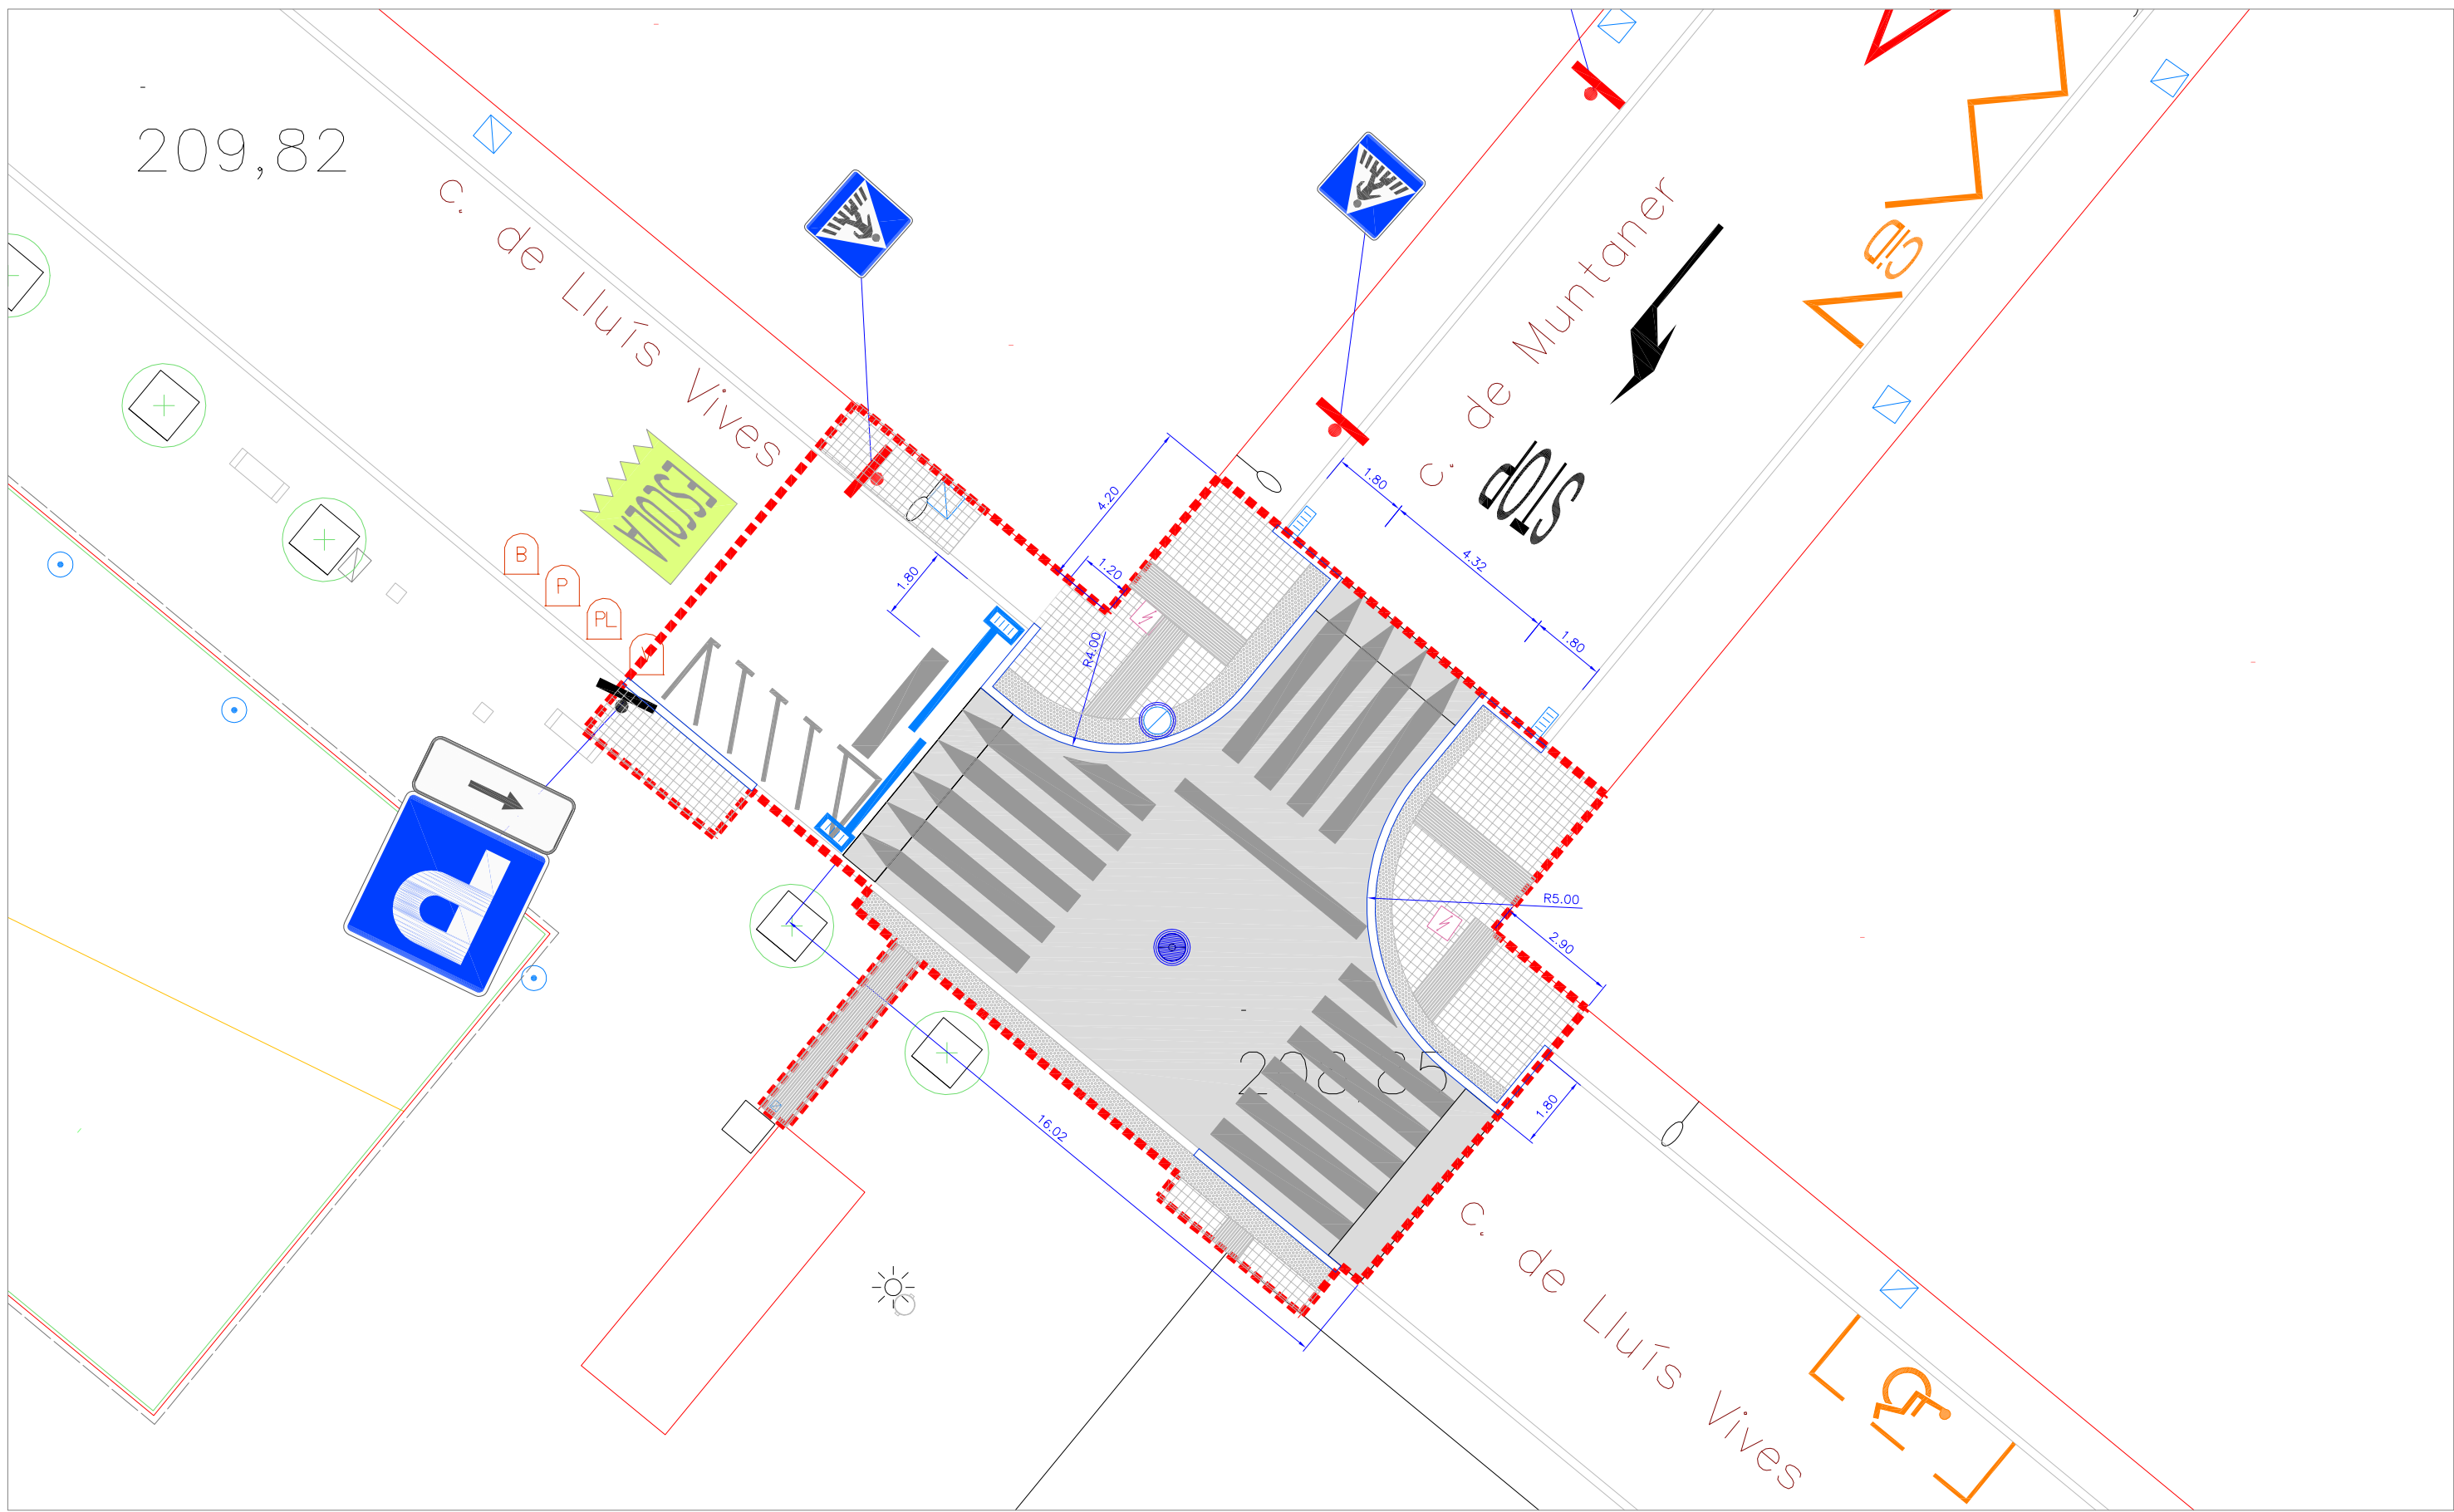 209,82
C. de Lluís Vives
C. de Muntaner
bús
STOP
ESCOLA
B
P
PL
V
4.20
1.20
1.80
R4.00
1.80
4.32
1.80
R5.00
2.90
1.80
16.02
C. de Lluís Vives